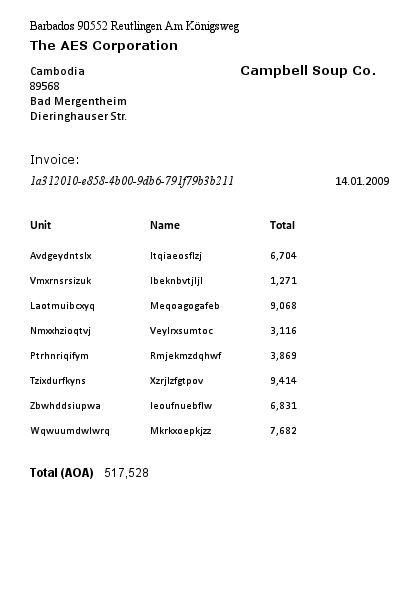 Barbados 90552 Reutlingen Am Königsweg
The AES Corporation
Cambodia
Campbell Soup Co.
89568
Bad Mergentheim
Dieringhauser Str.
Invoice:
1a312010-e858-4b00-9db6-791f79b3b211 14.01.2009
Unit Name Total
Avdgeydntslx Itqiaeosflzj 6,704
Vmxrnsrsizuk Ibeknbvtjljl 1,271
Laotmuibcxyq Meqoagogafeb 9,068
Nmxxhzioqtvj Veylrxsumtoc 3,116
Ptrhnriqifym Rmjekmzdqhwf 3,869
Tzixdurfkyns Xzrjlzfgtpov 9,414
Zbwhddsiupwa Ieoufnuebflw 6,831
Wqwuumdwlwrq Mkrkxoepkjzz 7,682
Total (AOA) 517,528